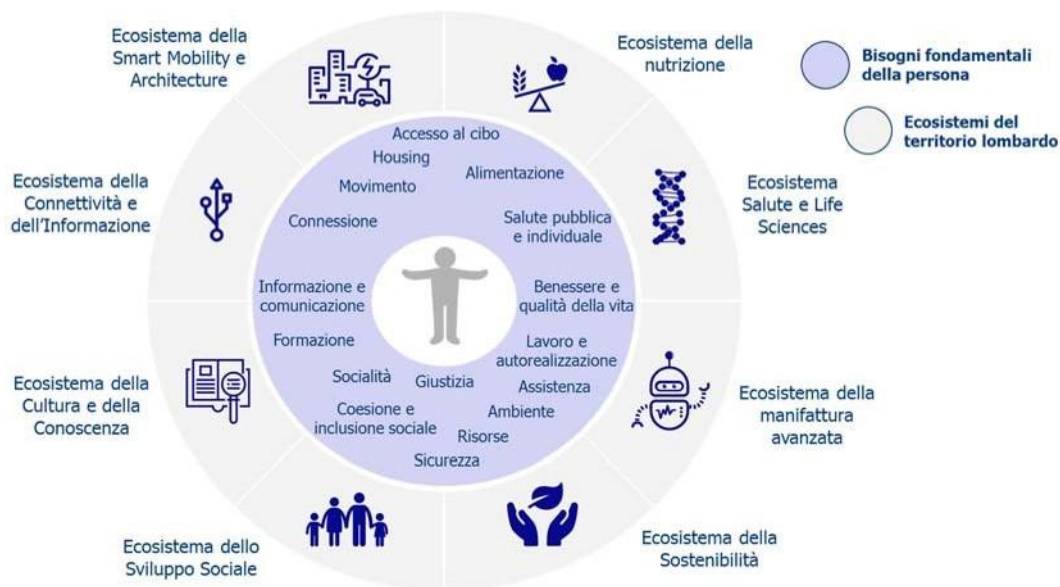 Ecosistema della
Smart Mobility e
Architecture
Ecosistema della
nutrizione
Bisogni fondamentali
della persona
Ecosistemi del
territorio lombardo
Ecosistema della
Connettività e
dell'Informazione
Ecosistema
Salute e Life
Sciences
Accesso al cibo
Housing
Alimentazione
Movimento
Connessione
Salute pubblica
e individuale
Informazione e
comunicazione
Benessere e
qualità della vita
Formazione
Lavoro e
autorealizzazione
Socialità
Giustizia
Assistenza
Coesione e
inclusione sociale
Ambiente
Risorse
Sicurezza
Ecosistema della
Cultura e della
Conoscenza
Ecosistema della
manifattura
avanzata
Ecosistema dello
Sviluppo Sociale
Ecosistema della
Sostenibilità